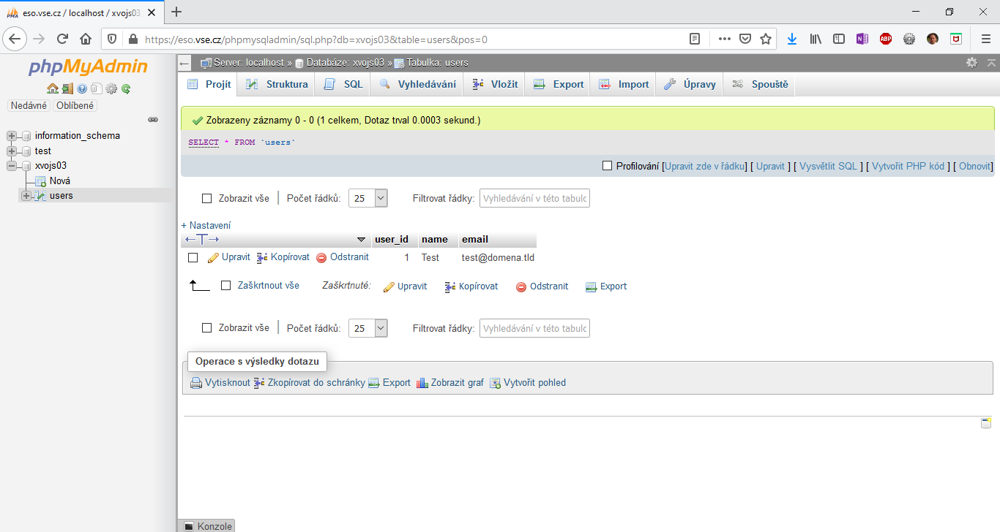 eso.vse.cz / localhost / xvojs03
https://eso.vse.cz/phpmysqladmin/sql.php?db=xvojs03&table=users&pos=0
ABP
phpMyAdmin
Nedávné Oblíbené
information_schema
test
xvojs03
Nová
users
Server: localhost » Databáze: xvojs03 » Tabulka: users
Projít Struktura SQL Vyhledávání Vložit Export Import Úpravy Spouště
Zobrazeny záznamy 0 - 0 (1 celkem, Dotaz trval 0.0003 sekund.)
SELECT * FROM `users`
Profilování [Upravit zde v řádku] [ Upravit ] [ Vysvětlit SQL ] [ Vytvořit PHP kód ] [ Obnovit]
Zobrazit vše Počet řádků: 25 Filtrovat řádky: Vyhledávání v této tabulc
+ Nastavení
←T→ user_id name email
Upravit Kopírovat Odstranit 1 Test test@domena.tld
Zaškrtnout vše Zaškrtnuté: Upravit Kopírovat Odstranit Export
Zobrazit vše Počet řádků: 25 Filtrovat řádky: Vyhledávání v této tabulc
Operace s výsledky dotazu
Vytisknout Zkopírovat do schránky Export Zobrazit graf Vytvořit pohled
Konzole